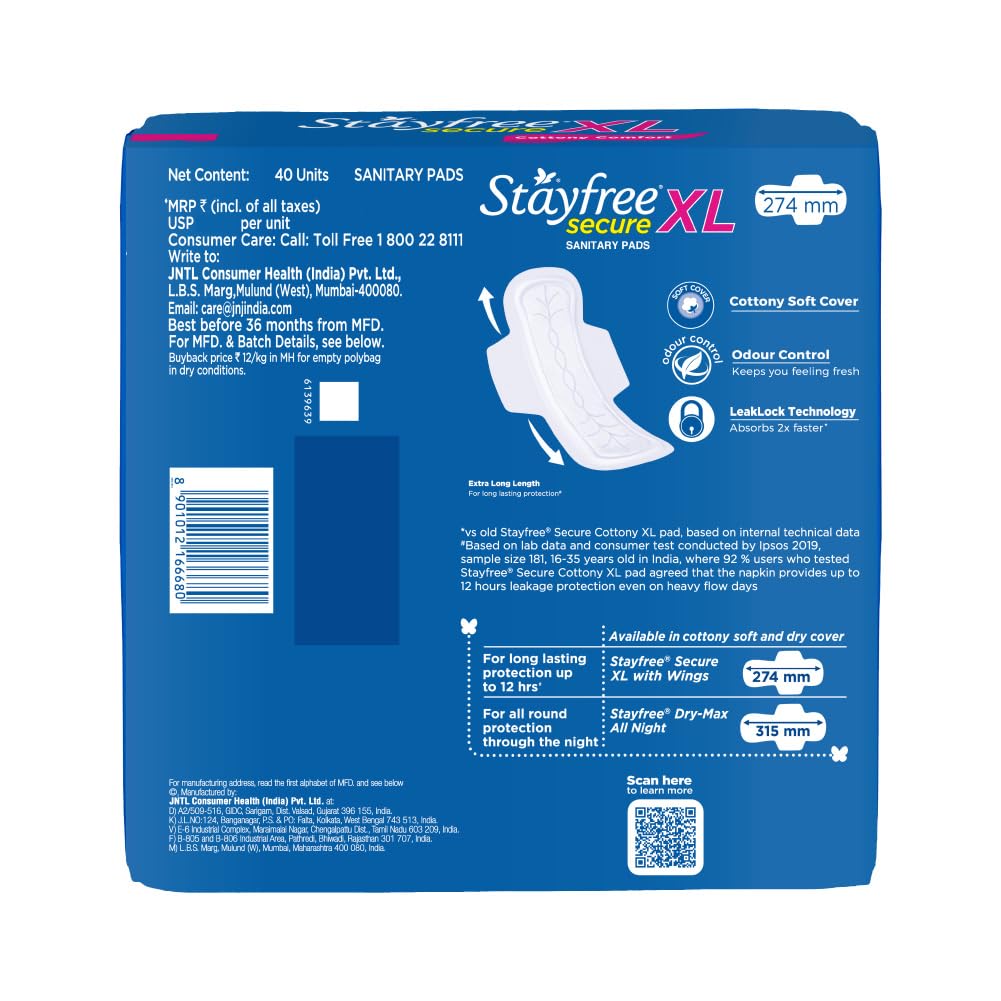 Stayfree secure XL
Cottony Comfort
Net Content: 40 Units SANITARY PADS
*MRP ₹ (incl. of all taxes)
USP per unit
Consumer Care: Call: Toll Free 1 800 22 8111
Write to:
JNTL Consumer Health (India) Pvt. Ltd.,
L.B.S. Marg,Mulund (West), Mumbai-400080.
Email: care@jnjindia.com
Best before 36 months from MFD.
For MFD. & Batch Details, see below.
Buyback price ₹ 12/kg in MH for empty polybag
in dry conditions.
6139639
8 901012 166680
Stayfree® XL
secure
SANITARY PADS
274 mm
SOFT COVER
Cottony Soft Cover
odour control
Odour Control
Keeps you feeling fresh
LeakLock Technology
Absorbs 2x faster*
Extra Long Length
For long lasting protection#
*vs old Stayfree® Secure Cottony XL pad, based on internal technical data
#Based on lab data and consumer test conducted by Ipsos 2019,
sample size 181, 16-35 years old in India, where 92 % users who tested
Stayfree® Secure Cottony XL pad agreed that the napkin provides up to
12 hours leakage protection even on heavy flow days
Available in cottony soft and dry cover
For long lasting
protection up
to 12 hrs#
Stayfree® Secure
XL with Wings
274 mm
For all round
protection
through the night
Stayfree® Dry-Max
All Night
315 mm
For manufacturing address, read the first alphabet of MFD. and see below
©, Manufactured by:
JNTL Consumer Health (India) Pvt. Ltd. at:
D) A2/509-516, GIDC, Sarigam, Dist. Valsad, Gujarat 396 155, India.
K) J.L.NO:124, Banganagar, P.S. & PO: Falta, Kolkata, West Bengal 743 513, India.
V) E-6 Industrial Complex, Maraimalai Nagar, Chengalpattu Dist., Tamil Nadu 603 209, India.
F) B-805 and B-806 Industrial Area, Pathredi, Bhiwadi, Rajasthan 301 707, India.
M) L.B.S. Marg, Mulund (W), Mumbai, Maharashtra 400 080, India.
Scan here
to learn more